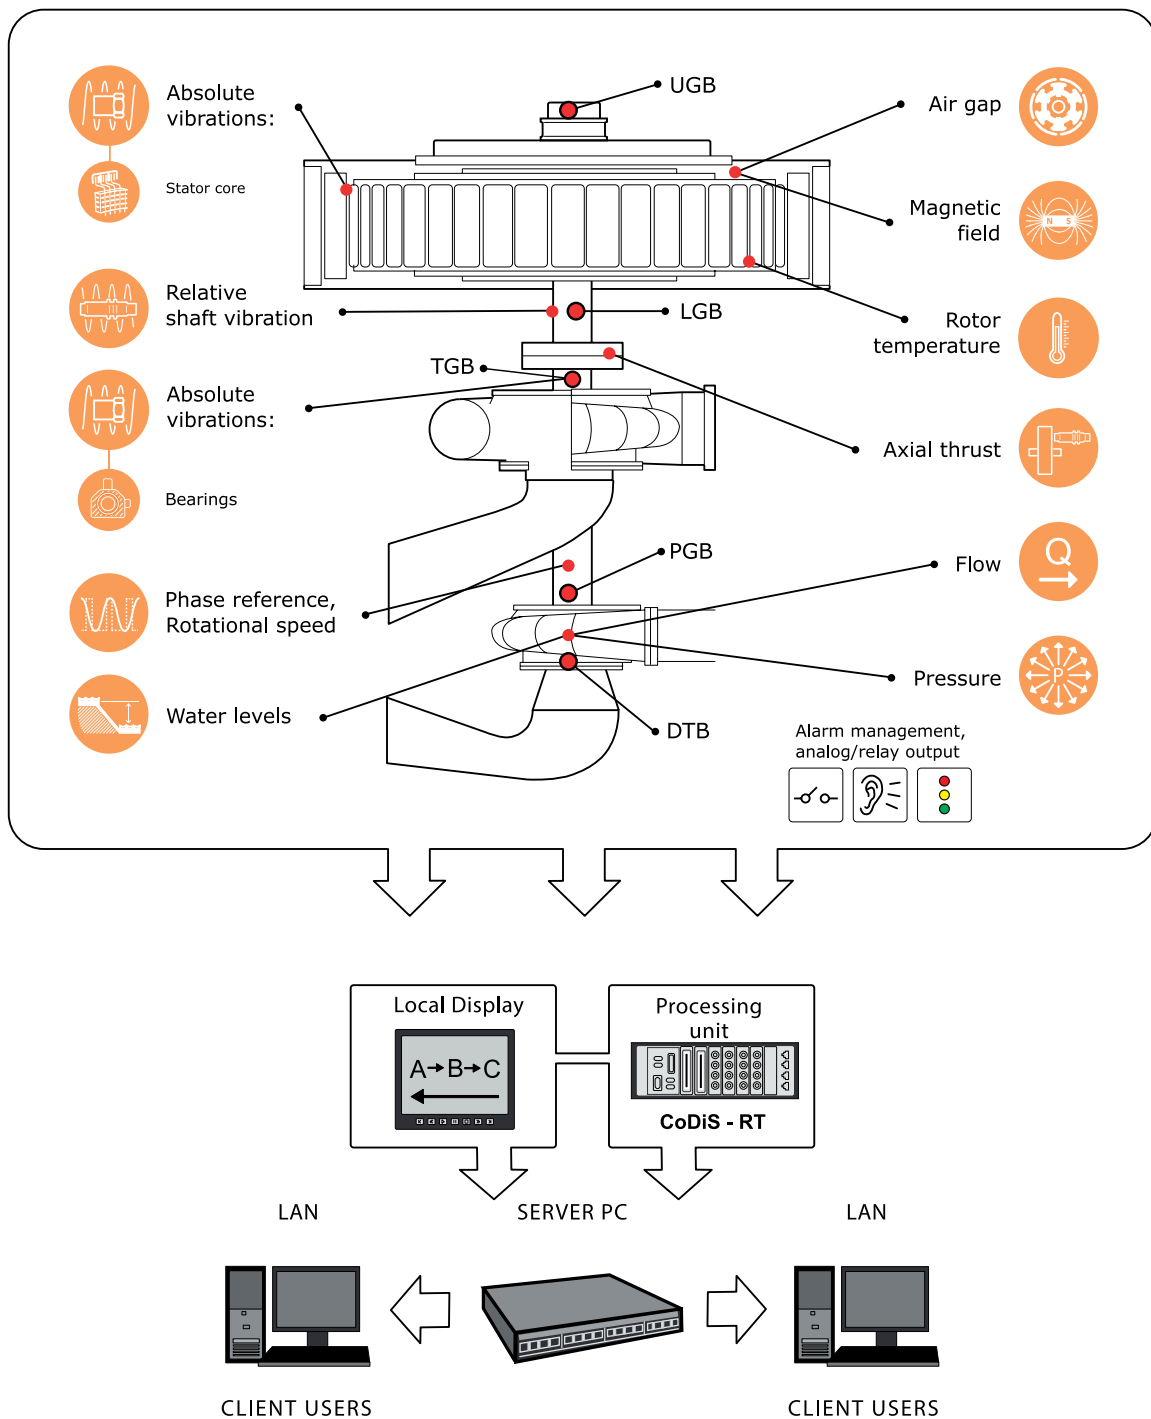 UGB
Absolute
vibrations:
Air gap
Stator core
Magnetic
field
N S
Relative
shaft vibration
LGB
Rotor
temperature
TGB
Absolute
vibrations:
Axial thrust
Bearings
PGB
Flow
Q
Phase reference,
Rotational speed
Pressure
P
Water levels
DTB
Alarm management,
analog/relay output
Local Display
A→B→C
Processing
unit
CoDiS - RT
LAN
SERVER PC
LAN
CLIENT USERS
CLIENT USERS